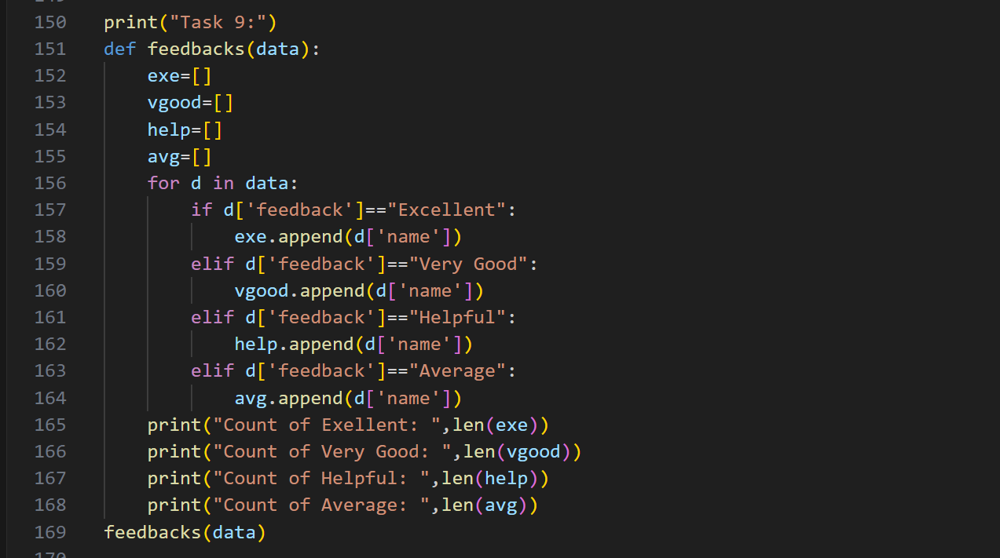 150 print("Task 9:")
151 def feedbacks(data):
152     exe=[]
153     vgood=[]
154     help=[]
155     avg=[]
156     for d in data:
157         if d['feedback']=="Excellent":
158             exe.append(d['name'])
159         elif d['feedback']=="Very Good":
160             vgood.append(d['name'])
161         elif d['feedback']=="Helpful":
162             help.append(d['name'])
163         elif d['feedback']=="Average":
164             avg.append(d['name'])
165     print("Count of Exellent: ",len(exe))
166     print("Count of Very Good: ",len(vgood))
167     print("Count of Helpful: ",len(help))
168     print("Count of Average: ",len(avg))
169 feedbacks(data)
170